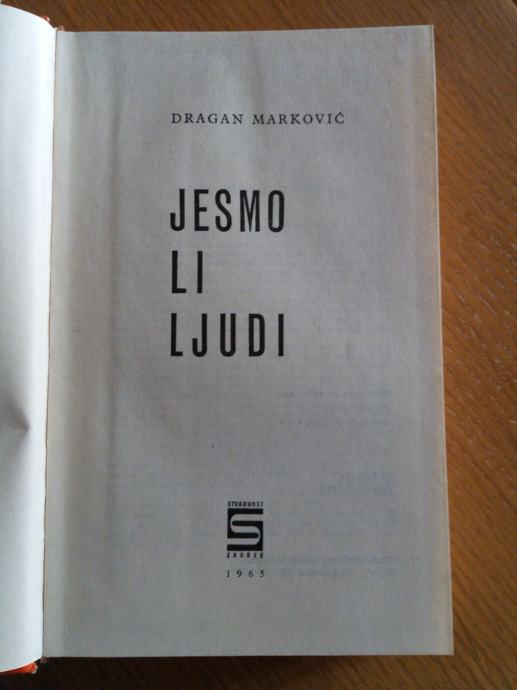 DRAGAN MARKOVIĆ
JESMO
LI
LJUDI
STVARNOST
S
ZAGREB
1965